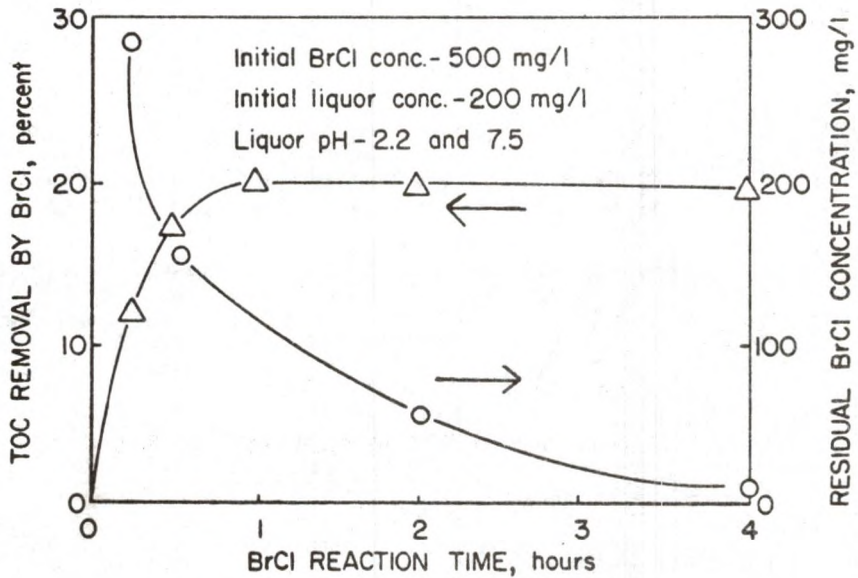 30
300
Initial BrCl conc.- 500 mg/l
Initial liquor conc. -200 mg/l
Liquor pH - 2.2 and 7.5
20
200
10
100
0
0
0
1
2
3
4
TOC REMOVAL BY BrCl, percent
RESIDUAL BrCl CONCENTRATION, mg/l
BrCl REACTION TIME, hours